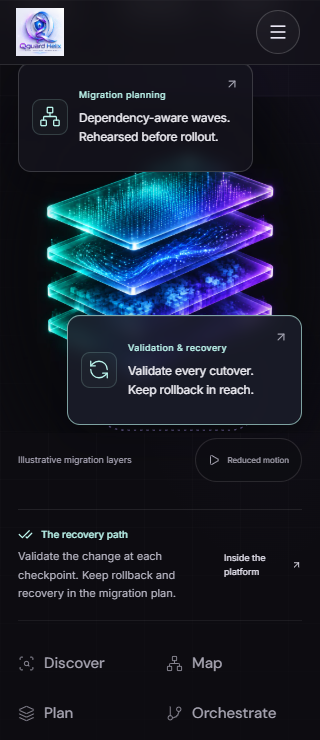 Qguard Helix
Migration planning
Dependency-aware waves.
Rehearsed before rollout.
Validation & recovery
Validate every cutover.
Keep rollback in reach.
Illustrative migration layers
Reduced motion
The recovery path
Validate the change at each
checkpoint. Keep rollback and
recovery in the migration plan.
Inside the
platform
Discover
Map
Plan
Orchestrate